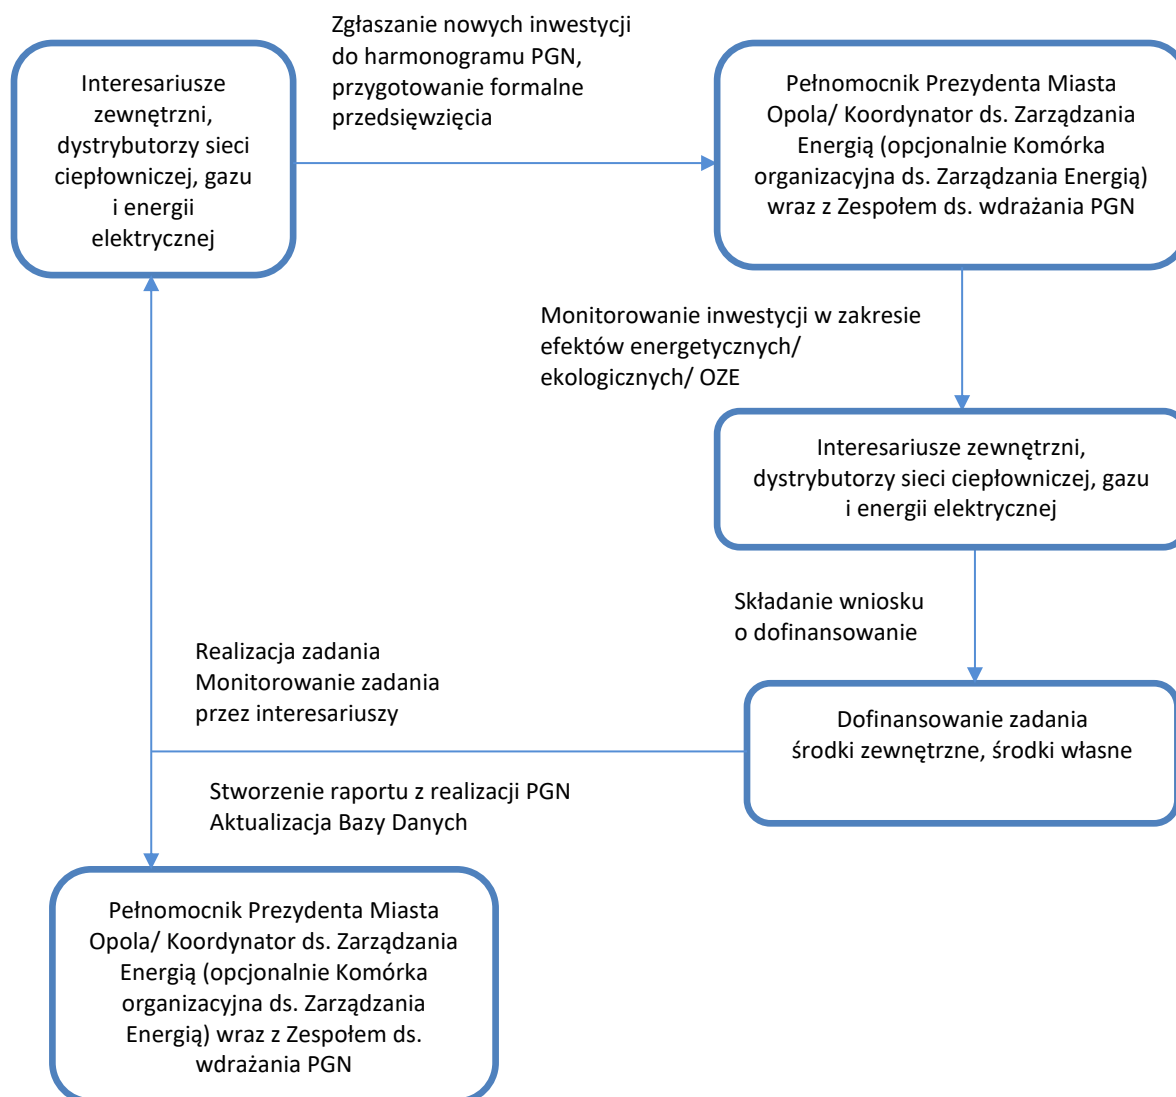 Zgłaszanie nowych inwestycji
do harmonogramu PGN,
przygotowanie formalne
przedsięwzięcia
Interesariusze
zewnętrzni,
dystrybutorzy sieci
ciepłowniczej, gazu
i energii
elektrycznej
Pełnomocnik Prezydenta Miasta
Opola/ Koordynator ds. Zarządzania
Energią (opcjonalnie Komórka
organizacyjna ds. Zarządzania Energią)
wraz z Zespołem ds. wdrażania PGN
Monitorowanie inwestycji w zakresie
efektów energetycznych/
ekologicznych/ OZE
Interesariusze zewnętrzni,
dystrybutorzy sieci ciepłowniczej, gazu
i energii elektrycznej
Składanie wniosku
o dofinansowanie
Realizacja zadania
Monitorowanie zadania
przez interesariuszy
Dofinansowanie zadania
środki zewnętrzne, środki własne
Stworzenie raportu z realizacji PGN
Aktualizacja Bazy Danych
Pełnomocnik Prezydenta Miasta
Opola/ Koordynator ds. Zarządzania
Energią (opcjonalnie Komórka
organizacyjna ds. Zarządzania
Energią) wraz z Zespołem ds.
wdrażania PGN